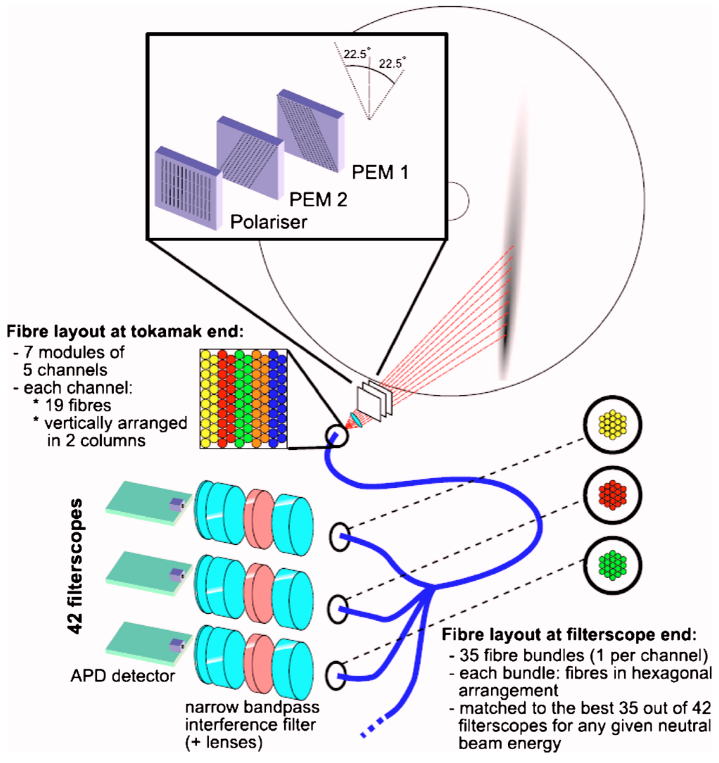 22.5°
22.5°
PEM 1
PEM 2
Polariser
Fibre layout at tokamak end:
- 7 modules of
5 channels
- each channel:
* 19 fibres
* vertically arranged
in 2 columns
42 filterscopes
APD detector
narrow bandpass
interference filter
(+ lenses)
Fibre layout at filterscope end:
- 35 fibre bundles (1 per channel)
- each bundle: fibres in hexagonal
arrangement
- matched to the best 35 out of 42
filterscopes for any given neutral
beam energy